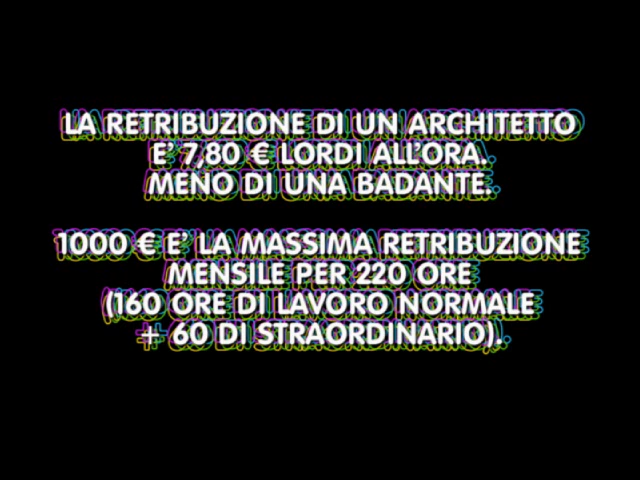 LA RETRIBUZIONE DI UN ARCHITETTO
E' 7,80 € LORDI ALL'ORA.
MENO DI UNA BADANTE.
1000 € E' LA MASSIMA RETRIBUZIONE
MENSILE PER 220 ORE
(160 ORE DI LAVORO NORMALE
+ 60 DI STRAORDINARIO).